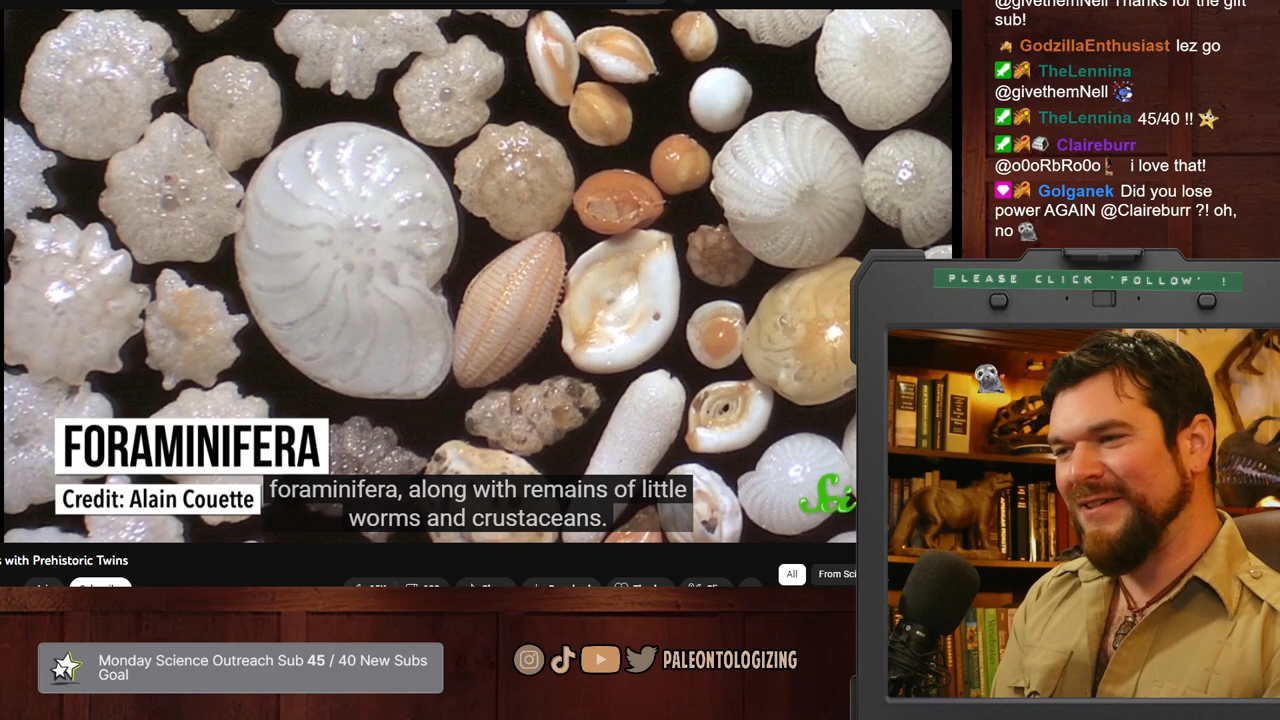 @givethemNell Thanks for the gift
sub!
GodzillaEnthusiast lez go
TheLennina
@givethemNell
TheLennina 45/40 !!
Claireburr
@o0oRbRo0o i love that!
Golganek Did you lose
power AGAIN @Claireburr ?! oh,
no
PLEASE CLICK 'FOLLOW' !
FORAMINIFERA
Credit: Alain Couette
foraminifera, along with remains of little
worms and crustaceans.
Sci
s with Prehistoric Twins
All
From Sci
Monday Science Outreach Sub 45 / 40 New Subs
Goal
PALEONTOLOGIZING